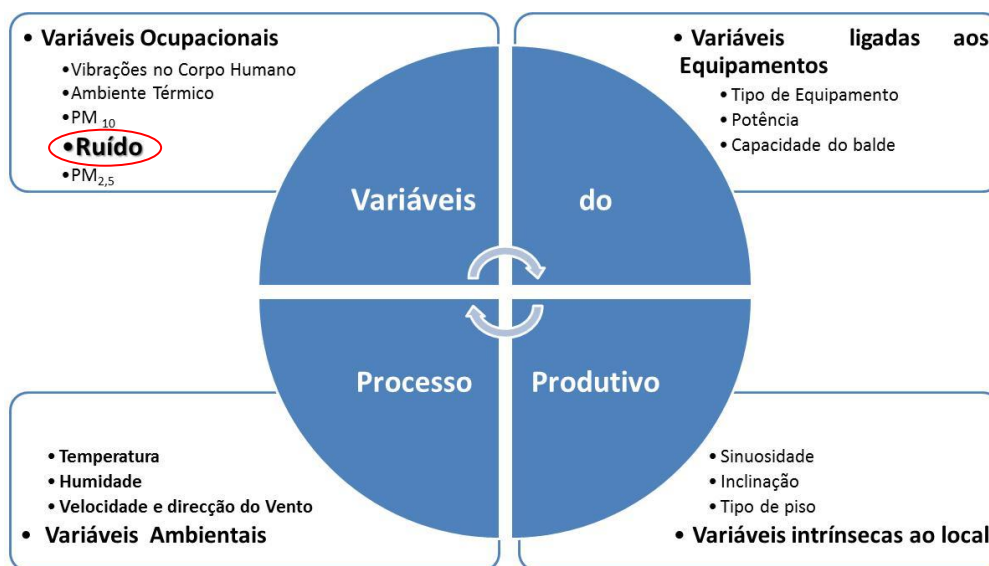 • Variáveis Ocupacionais
•Vibrações no Corpo Humano
•Ambiente Térmico
•PM 10
•Ruído
•PM2,5
• Variáveis ligadas aos
Equipamentos
• Tipo de Equipamento
• Potência
• Capacidade do balde
Variáveis do
Processo Produtivo
• Temperatura
• Humidade
• Velocidade e direcção do Vento
• Variáveis Ambientais
• Sinuosidade
• Inclinação
• Tipo de piso
• Variáveis intrínsecas ao local